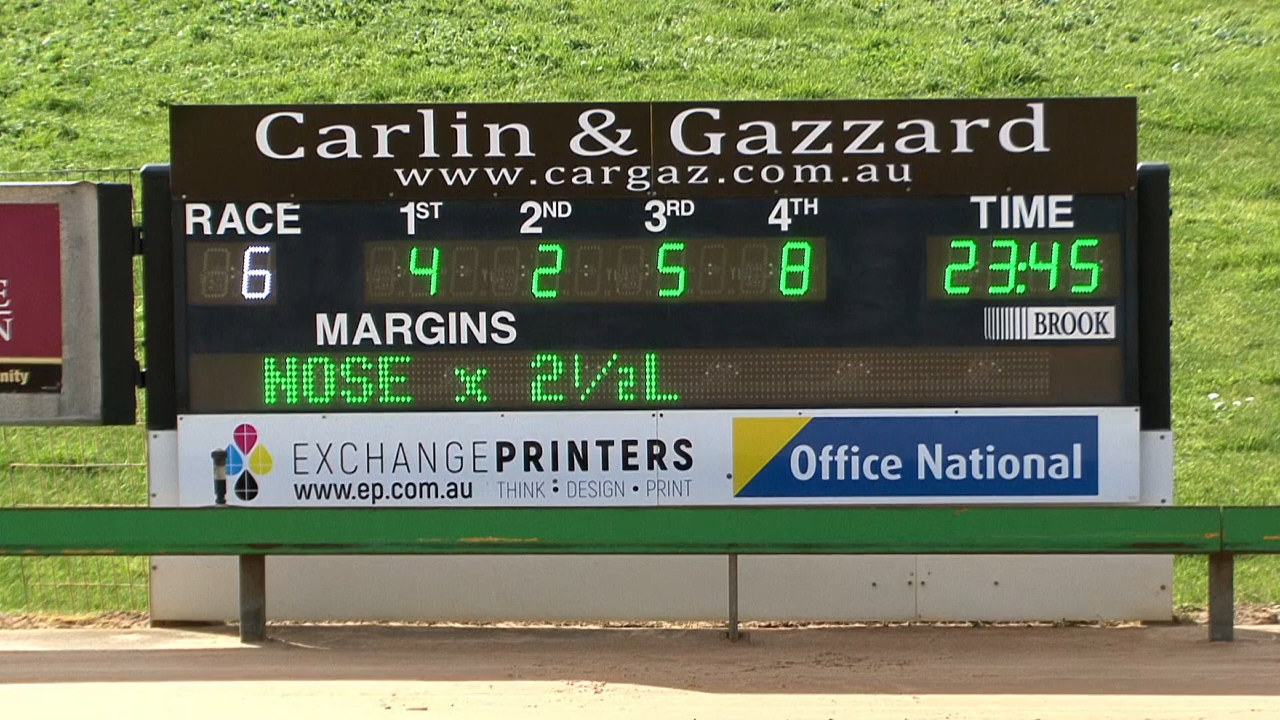 Carlin & Gazzard
www.cargaz.com.au
RACE 1ST 2ND 3RD 4TH TIME
6 4 2 5 8 23:45
MARGINS BROOK
NOSE x 2½L
EXCHANGEPRINTERS
www.ep.com.au THINK : DESIGN • PRINT
Office National
E
N
nity